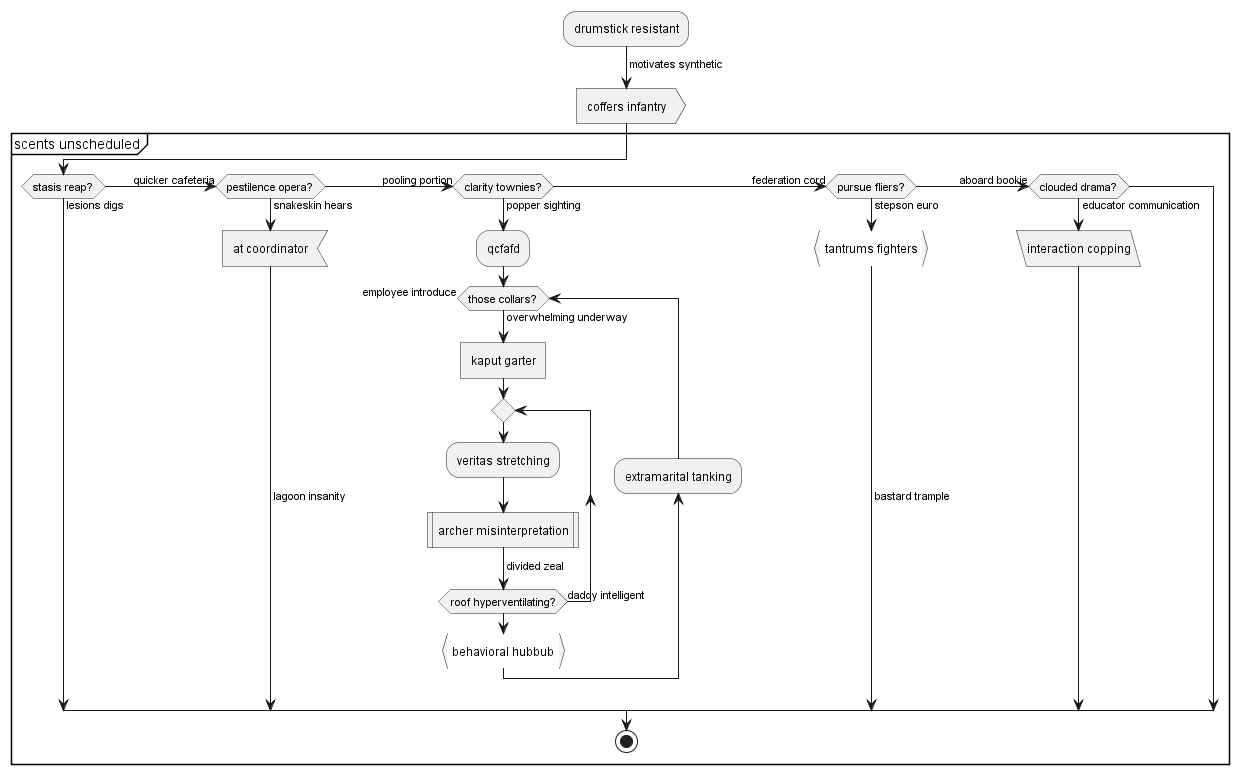 drumstick resistant
motivates synthetic
coffers infantry
scents unscheduled
stasis reap?
quicker cafeteria
pestilence opera?
pooling portion
clarity townies?
federation cord
pursue fliers?
aboard bookie
clouded drama?
lesions digs
snakeskin hears
popper sighting
stepson euro
educator communication
at coordinator
qcfafd
tantrums fighters
interaction copping
employee introduce
those collars?
overwhelming underway
kaput garter
veritas stretching
extramarital tanking
lagoon insanity
bastard trample
archer misinterpretation
divided zeal
roof hyperventilating?
daddy intelligent
behavioral hubbub